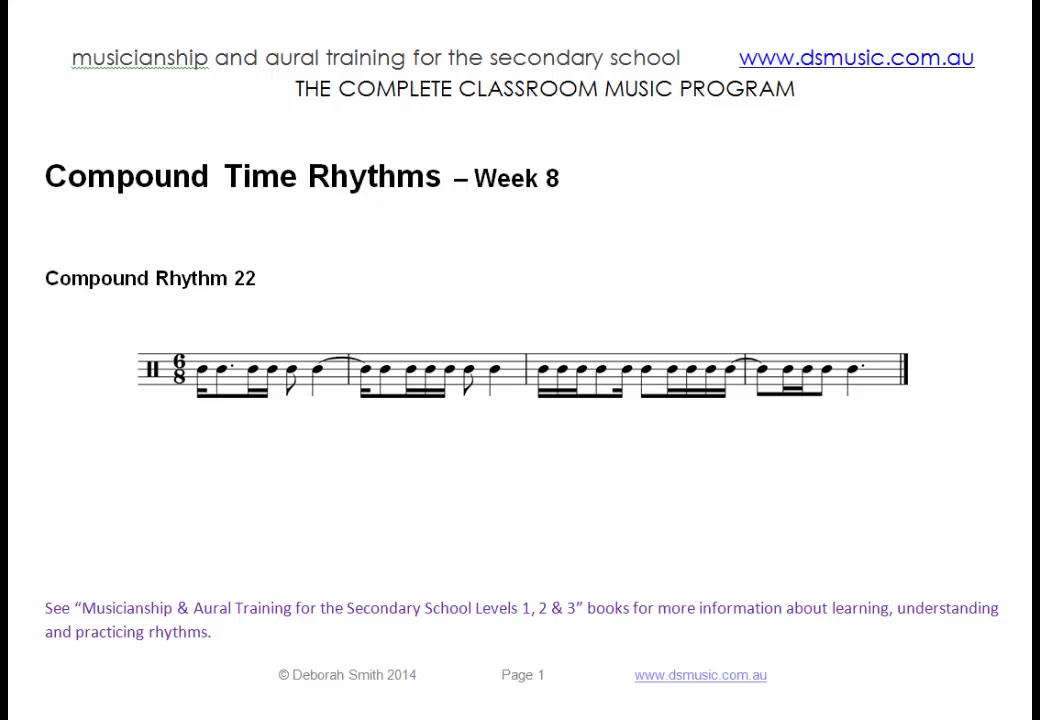 musicianship and aural training for the secondary school www.dsmusic.com.au
THE COMPLETE CLASSROOM MUSIC PROGRAM
Compound Time Rhythms – Week 8
Compound Rhythm 22
6
8
See “Musicianship & Aural Training for the Secondary School Levels 1, 2 & 3” books for more information about learning, understanding
and practicing rhythms.
© Deborah Smith 2014 Page 1 www.dsmusic.com.au